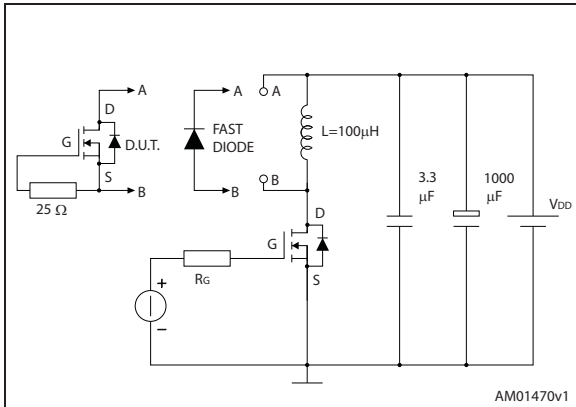 A
D
G
D.U.T.
S
B
25 Ω
A
FAST
DIODE
B
A
L=100μH
B
D
G
S
RG
+
−
3.3
μF
1000
μF
VDD
AM01470v1